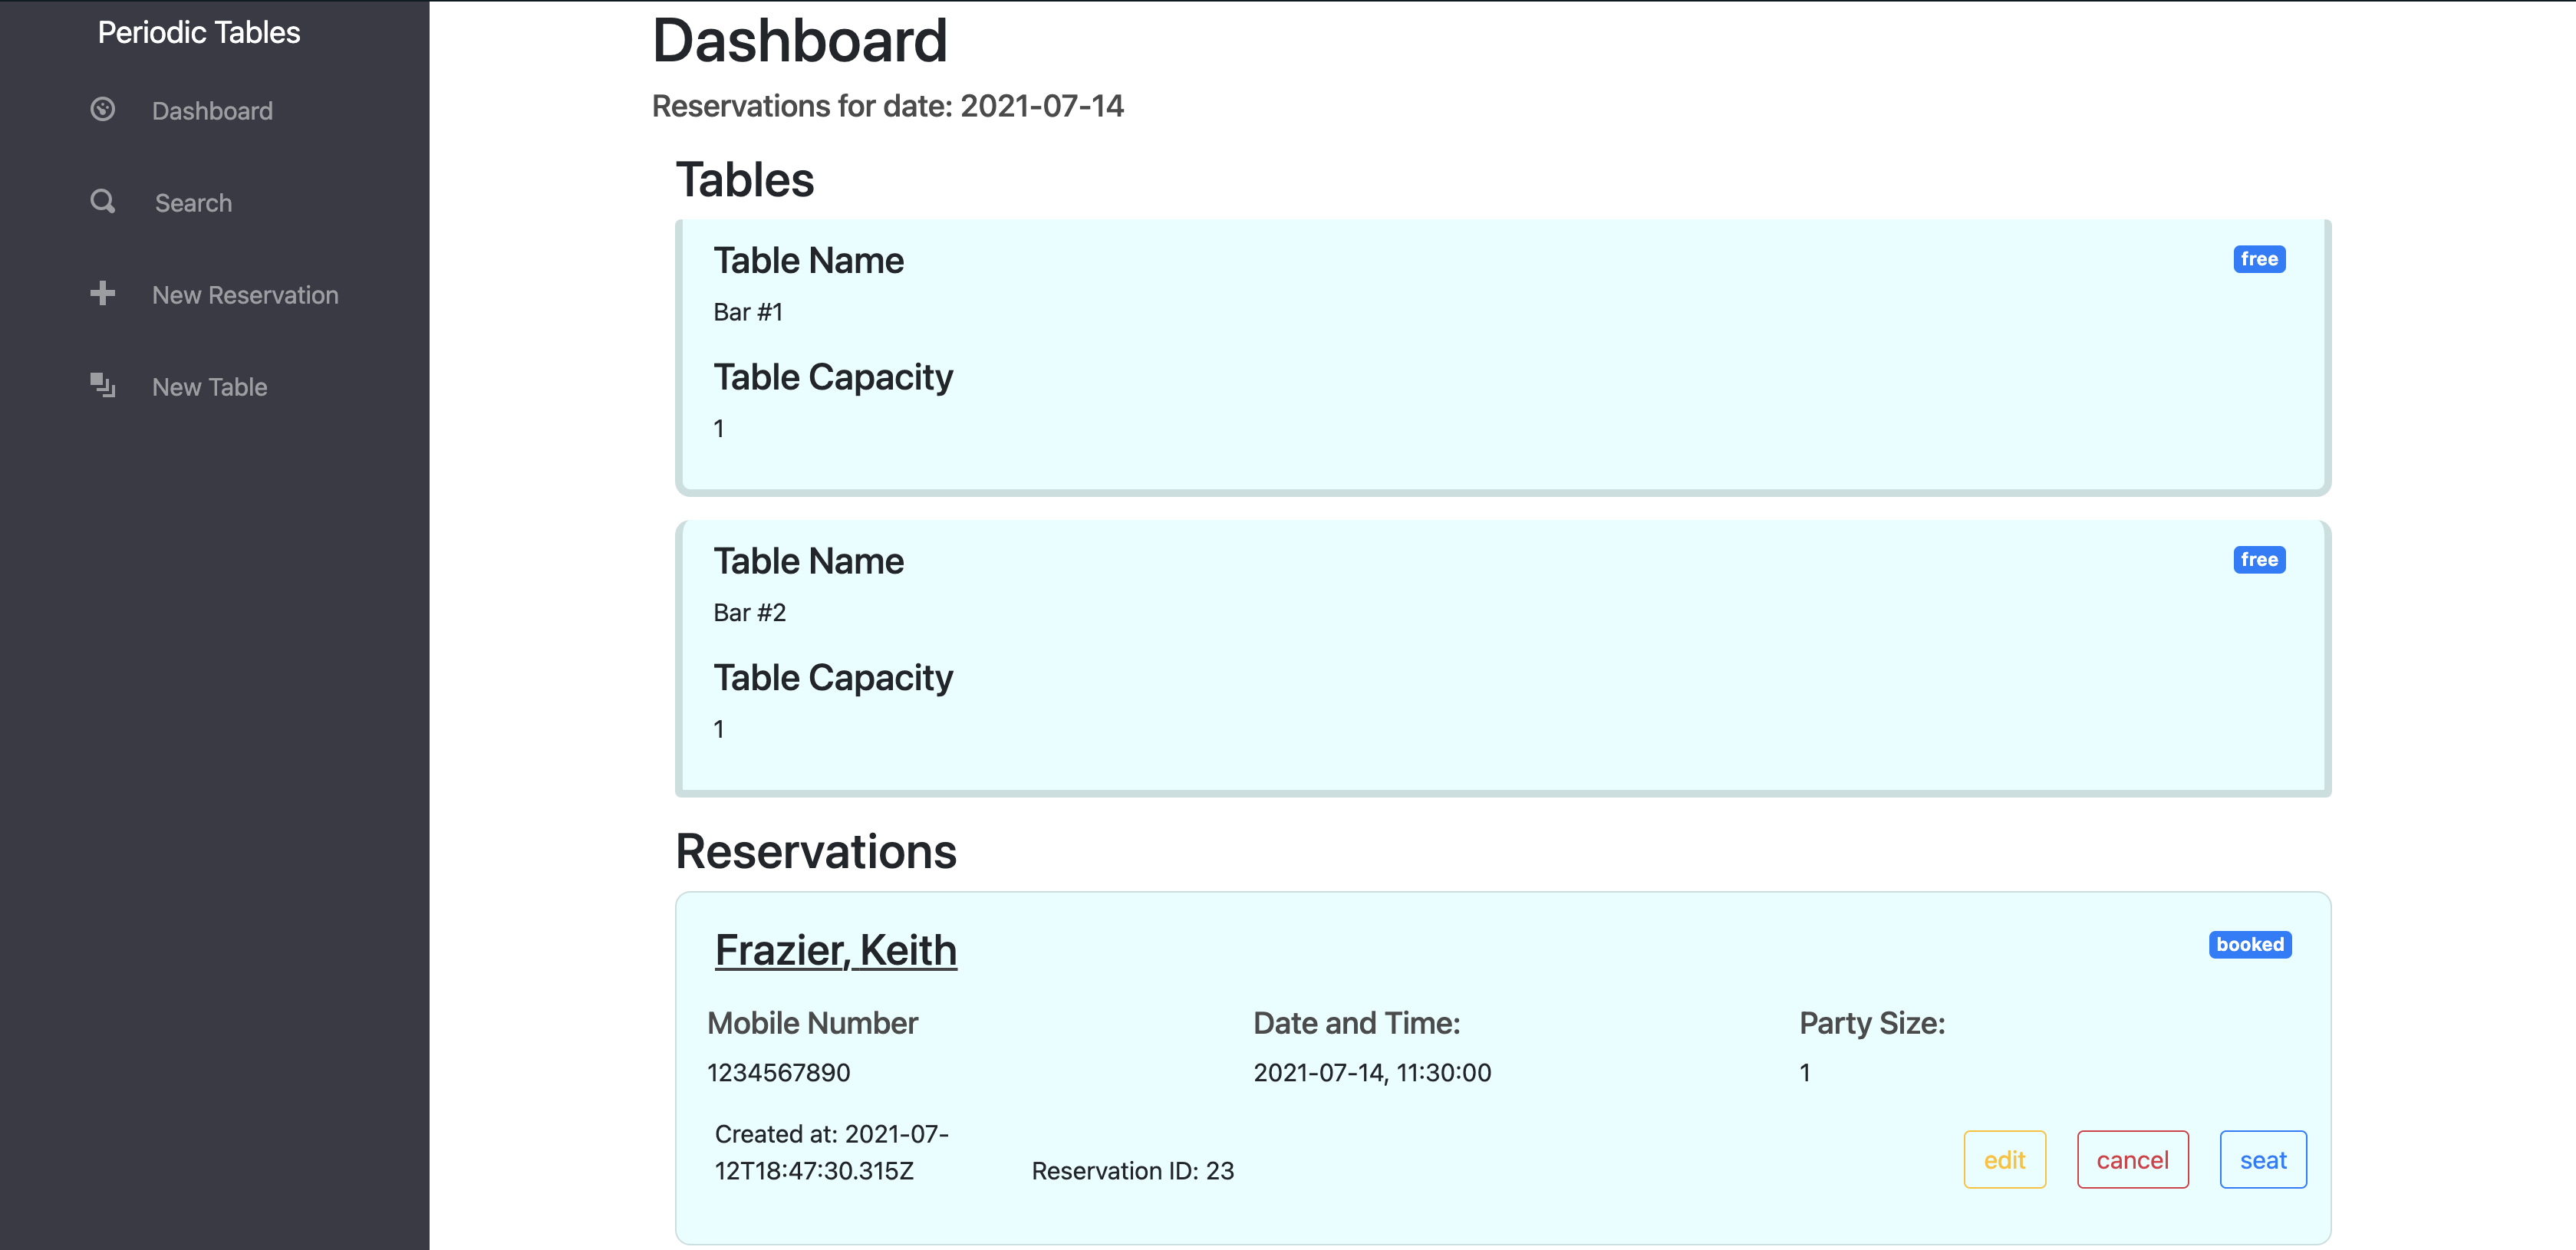 Periodic Tables
Dashboard
Search
New Reservation
New Table
Dashboard
Reservations for date: 2021-07-14
Tables
Table Name
free
Bar #1
Table Capacity
1
Table Name
free
Bar #2
Table Capacity
1
Reservations
Frazier, Keith
booked
Mobile Number
1234567890
Date and Time:
2021-07-14, 11:30:00
Party Size:
1
Created at: 2021-07-
12T18:47:30.315Z
Reservation ID: 23
edit
cancel
seat